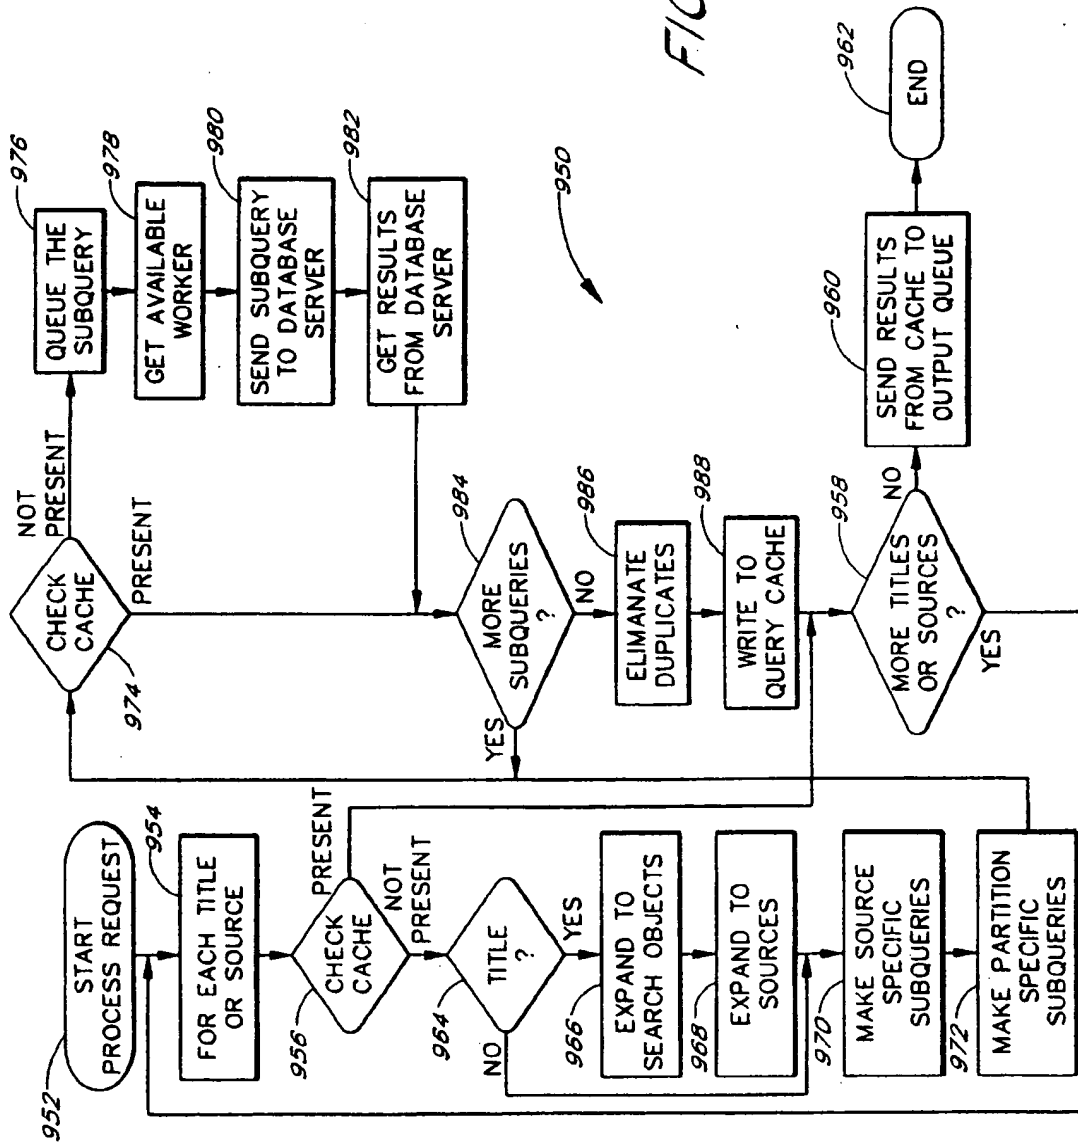 952
START
PROCESS REQUEST
954
FOR EACH TITLE
OR SOURCE
956
CHECK
CACHE
PRESENT
NOT
PRESENT
964
TITLE
?
YES
NO
966
EXPAND TO
SEARCH OBJECTS
968
EXPAND TO
SOURCES
970
MAKE SOURCE
SPECIFIC
SUBQUERIES
972
MAKE PARTITION
SPECIFIC
SUBQUERIES
974
CHECK
CACHE
NOT
PRESENT
PRESENT
976
QUEUE THE
SUBQUERY
978
GET AVAILABLE
WORKER
980
SEND SUBQUERY
TO DATABASE
SERVER
982
GET RESULTS
FROM DATABASE
SERVER
984
MORE
SUBQUERIES
?
YES
NO
986
ELIMANATE
DUPLICATES
988
WRITE TO
QUERY CACHE
958
MORE TITLES
OR SOURCES
?
YES
NO
960
SEND RESULTS
FROM CACHE TO
OUTPUT QUEUE
962
END
950